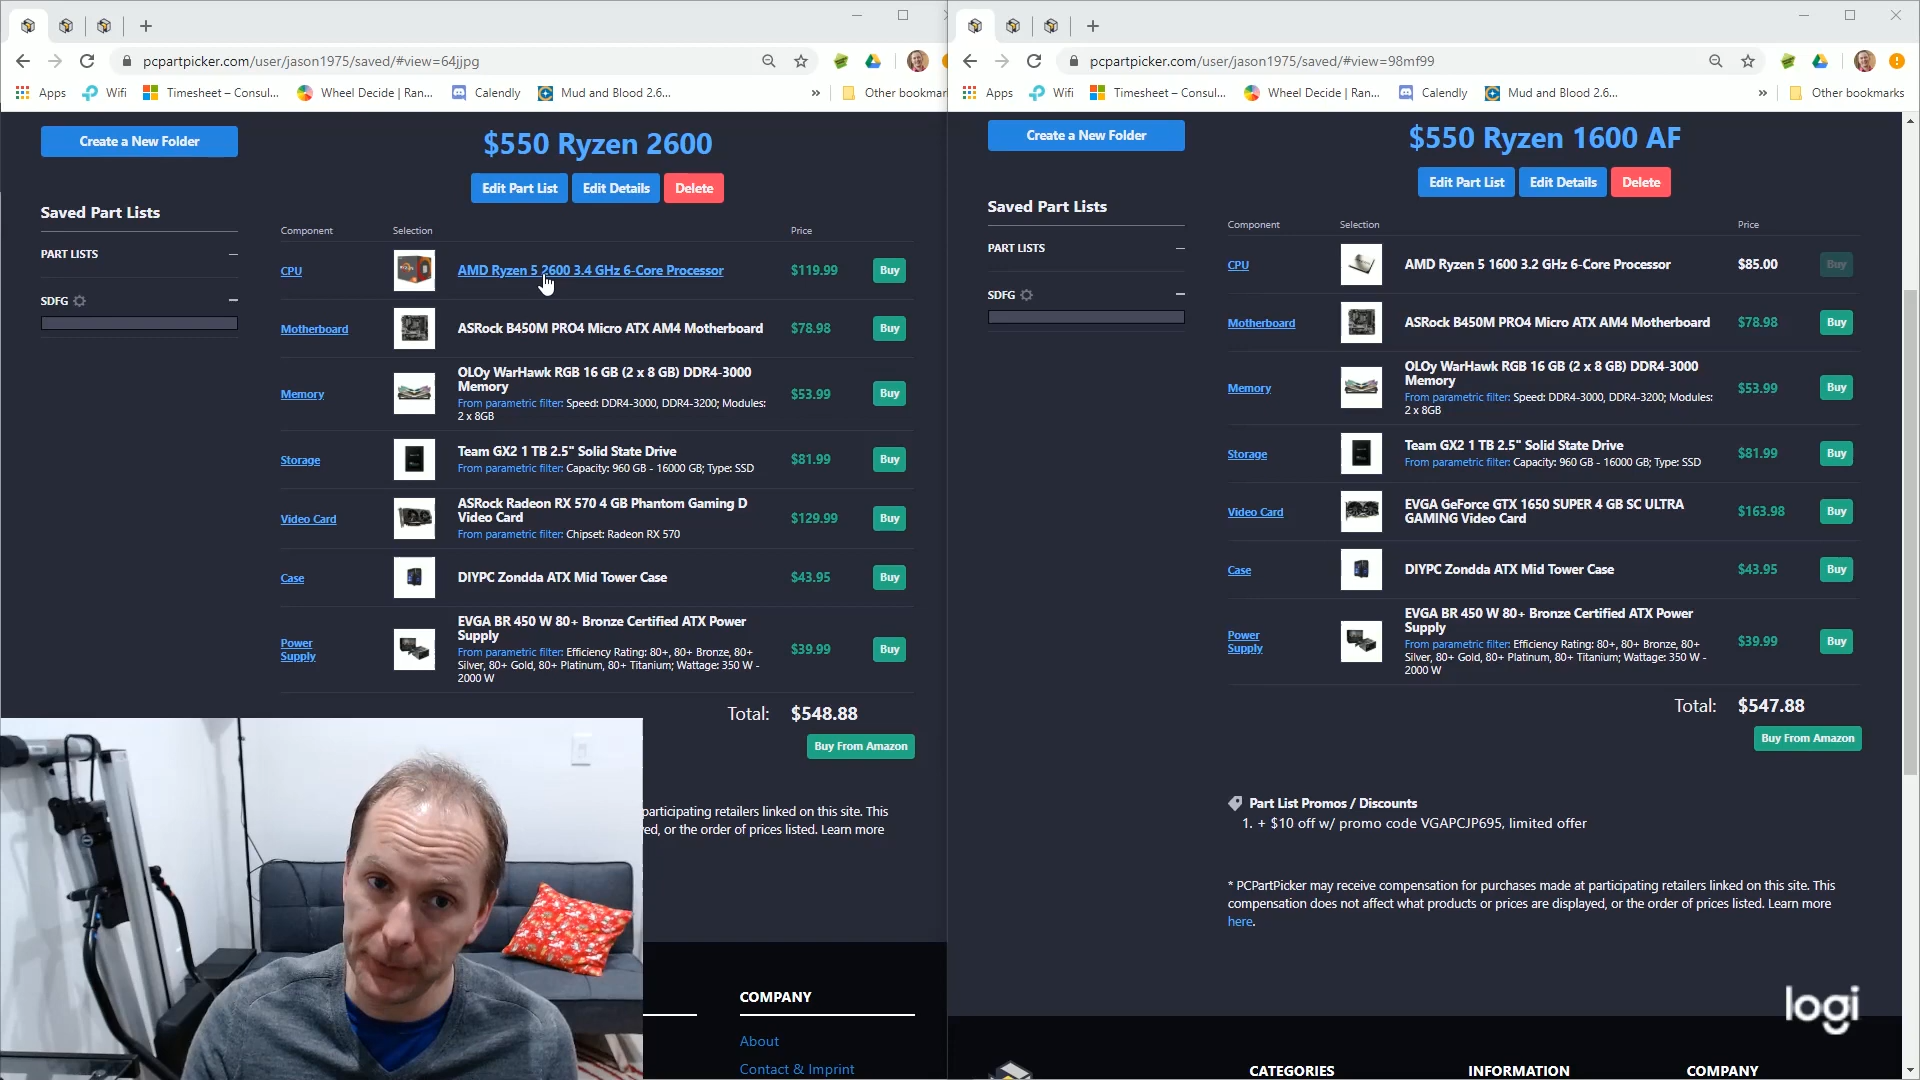 pcpartpicker.com/user/jason1975/saved/#view=64jjpg
Apps Wifi Timesheet – Consul... Wheel Decide | Ran... Calendly Mud and Blood 2.6... » Other bookmar
Create a New Folder
$550 Ryzen 2600
Edit Part List Edit Details Delete
Saved Part Lists
PART LISTS
SDFG
Component Selection Price
CPU AMD Ryzen 5 2600 3.4 GHz 6-Core Processor $119.99 Buy
Motherboard ASRock B450M PRO4 Micro ATX AM4 Motherboard $78.98 Buy
OLOy WarHawk RGB 16 GB (2 x 8 GB) DDR4-3000
Memory
Memory $53.99 Buy
From parametric filter: Speed: DDR4-3000, DDR4-3200; Modules:
2 x 8GB
Team GX2 1 TB 2.5" Solid State Drive
Storage $81.99 Buy
From parametric filter: Capacity: 960 GB - 16000 GB; Type: SSD
ASRock Radeon RX 570 4 GB Phantom Gaming D
Video Card
Video Card $129.99 Buy
From parametric filter: Chipset: Radeon RX 570
Case DIYPC Zondda ATX Mid Tower Case $43.95 Buy
EVGA BR 450 W 80+ Bronze Certified ATX Power
Supply
Power
Supply
$39.99 Buy
From parametric filter: Efficiency Rating: 80+, 80+ Bronze, 80+
Silver, 80+ Gold, 80+ Platinum, 80+ Titanium; Wattage: 350 W -
2000 W
Total: $548.88
Buy From Amazon
participating retailers linked on this site. This
ed, or the order of prices listed. Learn more
COMPANY
About
Contact & Imprint
pcpartpicker.com/user/jason1975/saved/#view=98mf99
Apps Wifi Timesheet – Consul... Wheel Decide | Ran... Calendly Mud and Blood 2.6... » Other bookmarks
Create a New Folder
$550 Ryzen 1600 AF
Edit Part List Edit Details Delete
Saved Part Lists
PART LISTS
SDFG
Component Selection Price
CPU AMD Ryzen 5 1600 3.2 GHz 6-Core Processor $85.00 Buy
Motherboard ASRock B450M PRO4 Micro ATX AM4 Motherboard $78.98 Buy
OLOy WarHawk RGB 16 GB (2 x 8 GB) DDR4-3000
Memory
Memory $53.99 Buy
From parametric filter: Speed: DDR4-3000, DDR4-3200; Modules:
2 x 8GB
Team GX2 1 TB 2.5" Solid State Drive
Storage $81.99 Buy
From parametric filter: Capacity: 960 GB - 16000 GB; Type: SSD
EVGA GeForce GTX 1650 SUPER 4 GB SC ULTRA
GAMING Video Card
Video Card $163.98 Buy
Case DIYPC Zondda ATX Mid Tower Case $43.95 Buy
EVGA BR 450 W 80+ Bronze Certified ATX Power
Supply
Power
Supply
$39.99 Buy
From parametric filter: Efficiency Rating: 80+, 80+ Bronze, 80+
Silver, 80+ Gold, 80+ Platinum, 80+ Titanium; Wattage: 350 W -
2000 W
Total: $547.88
Buy From Amazon
Part List Promos / Discounts
1. + $10 off w/ promo code VGAPCJP695, limited offer
* PCPartPicker may receive compensation for purchases made at participating retailers linked on this site. This
compensation does not affect what products or prices are displayed, or the order of prices listed. Learn more
here.
logi
CATEGORIES INFORMATION COMPANY